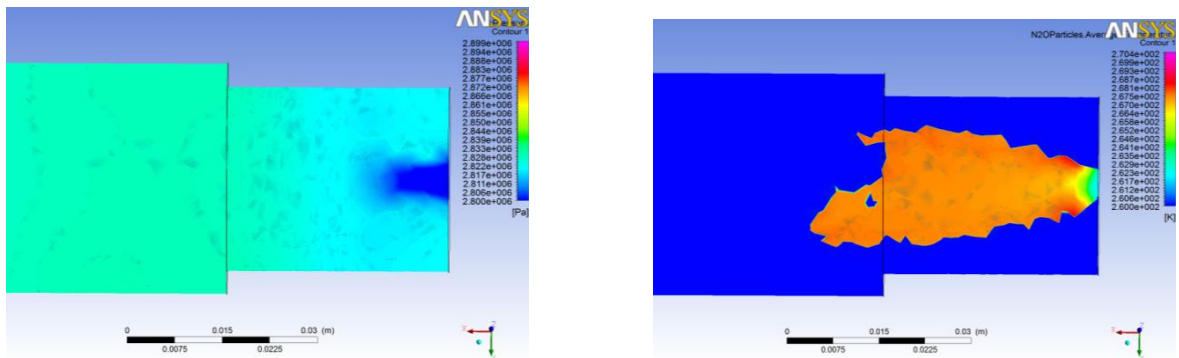 ANSYS
Contour 1
2.899e+006
2.894e+006
2.888e+006
2.883e+006
2.877e+006
2.872e+006
2.866e+006
2.861e+006
2.855e+006
2.850e+006
2.844e+006
2.839e+006
2.833e+006
2.828e+006
2.822e+006
2.817e+006
2.811e+006
2.806e+006
2.800e+006
[Pa]
0 0.015 0.03 (m)
0.0075 0.0225
ANSYS
N2OParticles.Averag
Contour 1
2.704e+002
2.699e+002
2.693e+002
2.687e+002
2.681e+002
2.675e+002
2.670e+002
2.664e+002
2.658e+002
2.652e+002
2.646e+002
2.641e+002
2.635e+002
2.629e+002
2.623e+002
2.617e+002
2.612e+002
2.606e+002
2.600e+002
[K]
0 0.015 0.03 (m)
0.0075 0.0225